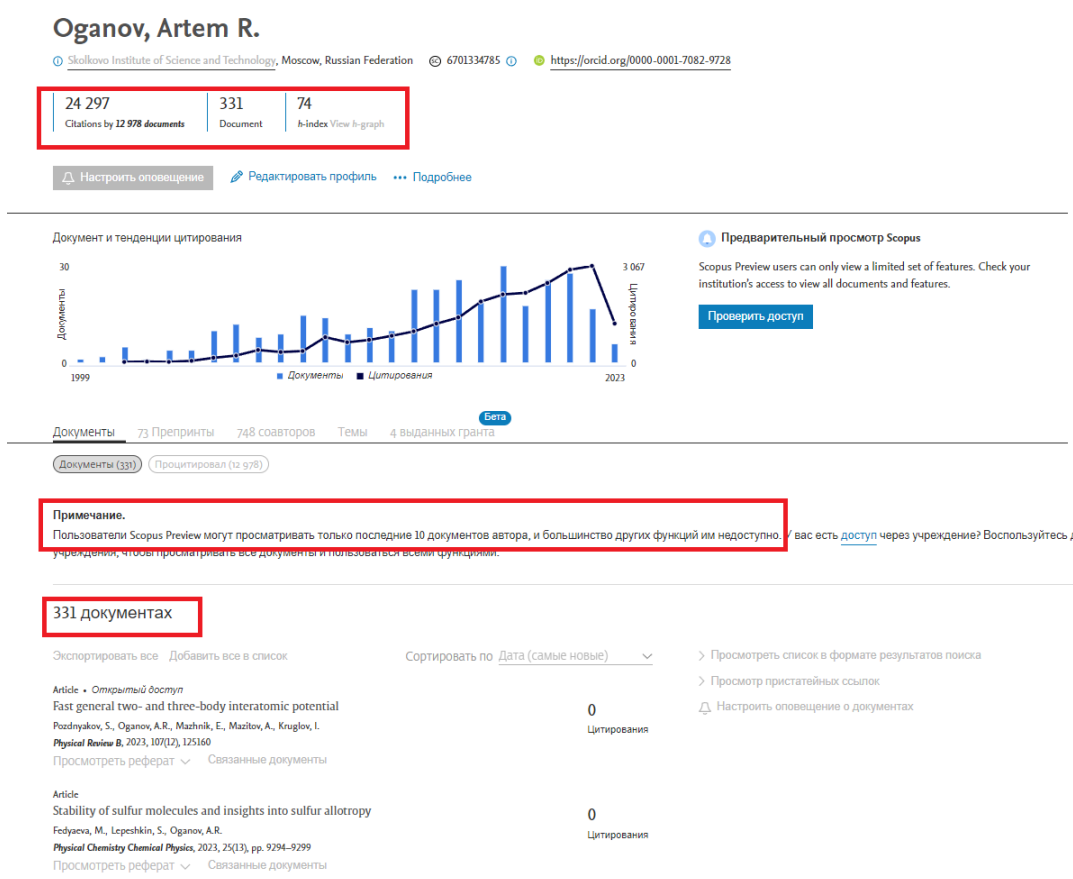 Oganov, Artem R.
Skolkovo Institute of Science and Technology, Moscow, Russian Federation SC 6701334785 https://orcid.org/0000-0001-7082-9728
24 297 331 74
Citations by 12 978 documents Document h-index View h-graph
Настроить оповещение Редактировать профиль ••• Подробнее
Документ и тенденции цитирования
30 3 067
Документы
Цитирования
0 0
1999 2023
Документы Цитирования
Предварительный просмотр Scopus
Scopus Preview users can only view a limited set of features. Check your
institution's access to view all documents and features.
Проверить доступ
Бета
Документы 73 Препринты 748 соавторов Темы 4 выданных гранта
Документы (331) Процитировал (12 978)
Примечание.
Пользователи Scopus Preview могут просматривать только последние 10 документов автора, и большинство других функций им недоступно. У вас есть доступ через учреждение? Воспользуйтесь
учреждения, чтобы просматривать все документы и пользоваться всеми функциями.
331 документах
Экспортировать все Добавить все в список Сортировать по Дата (самые новые)
Просмотреть список в формате результатов поиска
Просмотр пристатейных ссылок
Настроить оповещение о документах
Article • Открытый доступ
Fast general two- and three-body interatomic potential 0
Pozdnyakov, S., Oganov, A.R., Mazhnik, E., Mazitov, A., Kruglov, I. Цитирования
Physical Review B, 2023, 107(12), 125160
Просмотреть реферат Связанные документы
Article
Stability of sulfur molecules and insights into sulfur allotropy 0
Fedyaeva, M., Lepeshkin, S., Oganov, A.R. Цитирования
Physical Chemistry Chemical Physics, 2023, 25(13), pp. 9294–9299
Просмотреть реферат Связанные документы